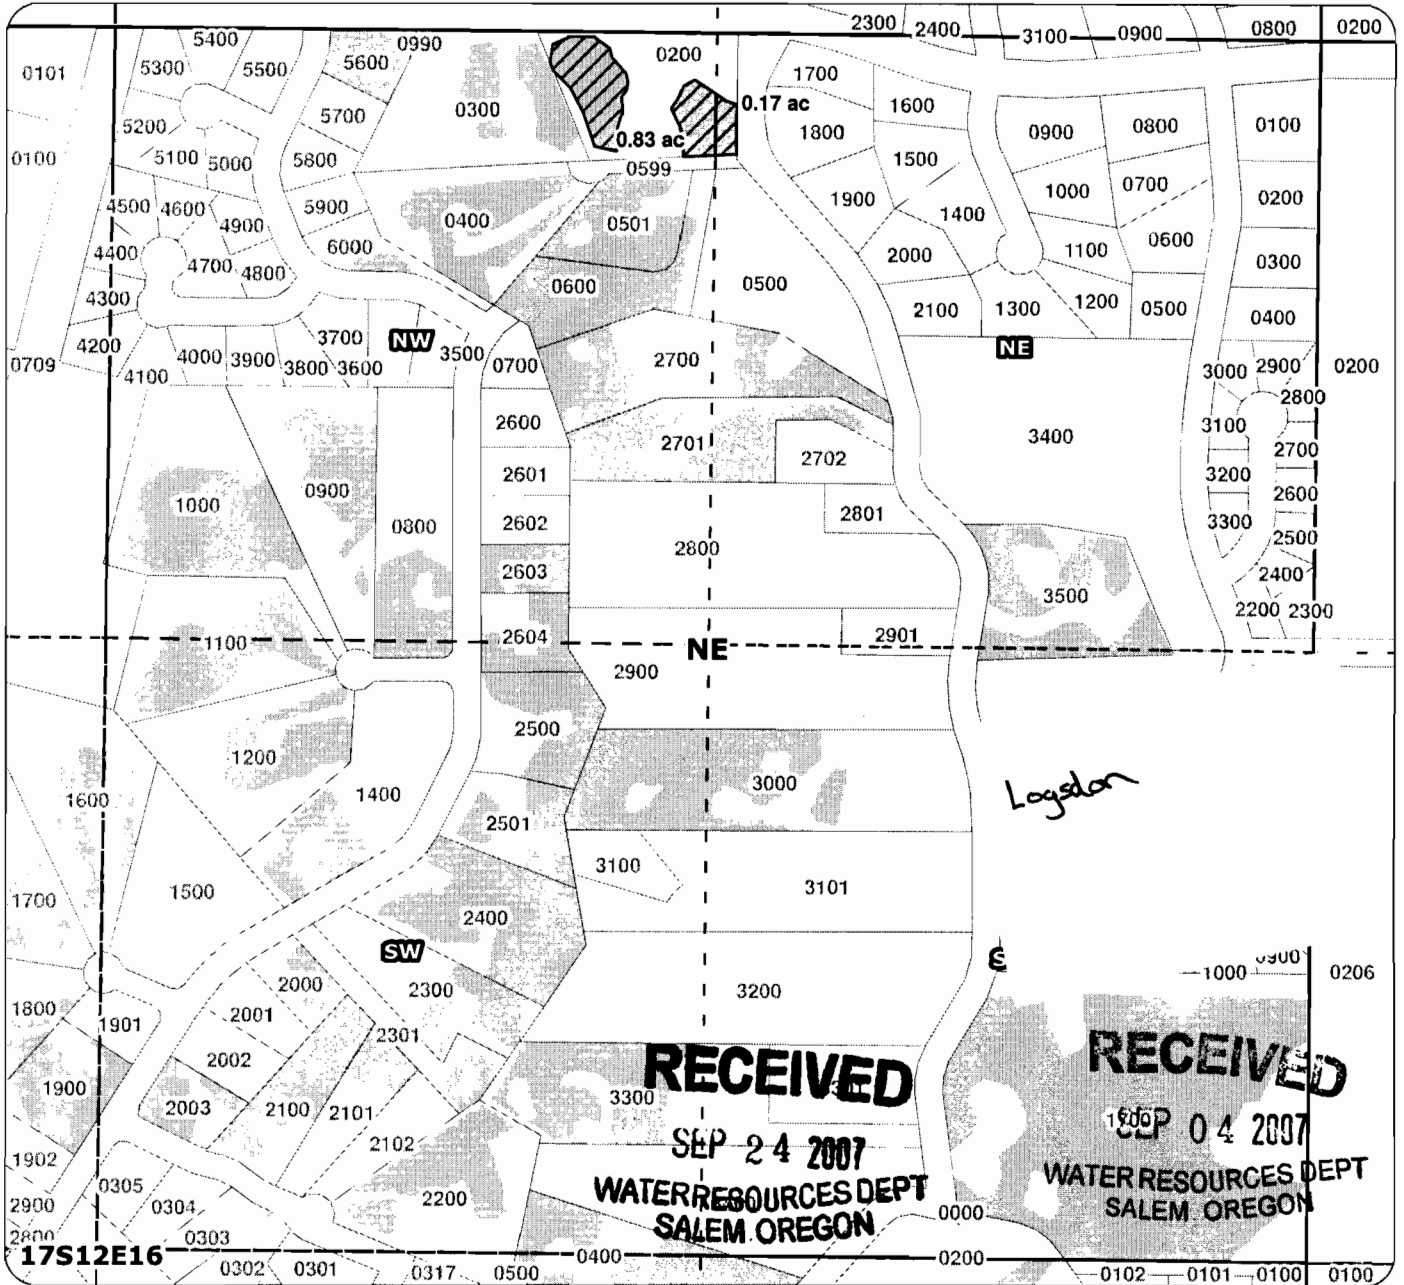 2300 2400 3100 0900 0800 0200
0101 5300 5400 5500 5600 0990 0300 0200
0.17 ac
0.83 ac
1700 1600 1800 0900 0800 0100
0100 5200 5100 5000 5700 5800 0599 1500
4500 4600 4900 5900 6000 0400 0501 1900 1400 1000 0700 0200
4400 4700 4800 0600 0500 2000 1100 0600 0300
4300 2100 1300 1200 0500 0400
0709 4200 4100 4000 3900 3800 3700 3600 NW 3500 0700 2700 NE 3000 2900 0200
2800
2600 2701 2702 3400 3100 2700
1000 0900 0800 2601 2602 2801 3200 2600
3300 2500
2603 2800 3500 2400
2200 2300
1100 2604 NE 2901
2900
1200 2500 3000
1600 1400 2501 Logsdon
1700 1500 3100 3101
2400
SW 2300 3200 S 1000 0900 0206
1800 1901 2000 2001 2301
2002
1900 2003 2100 2101 3300
2102
1902 0305 0304 2200 0000
2900
2800 0303
RECEIVED
SEP 24 2007
WATER RESOURCES DEPT
SALEM. OREGON
RECEIVED
SEP 04 2007
WATER RESOURCES DEPT
SALEM. OREGON
17S12E16 0302 0301 0317 0500 0400 0200 0102 0101 0100 0100